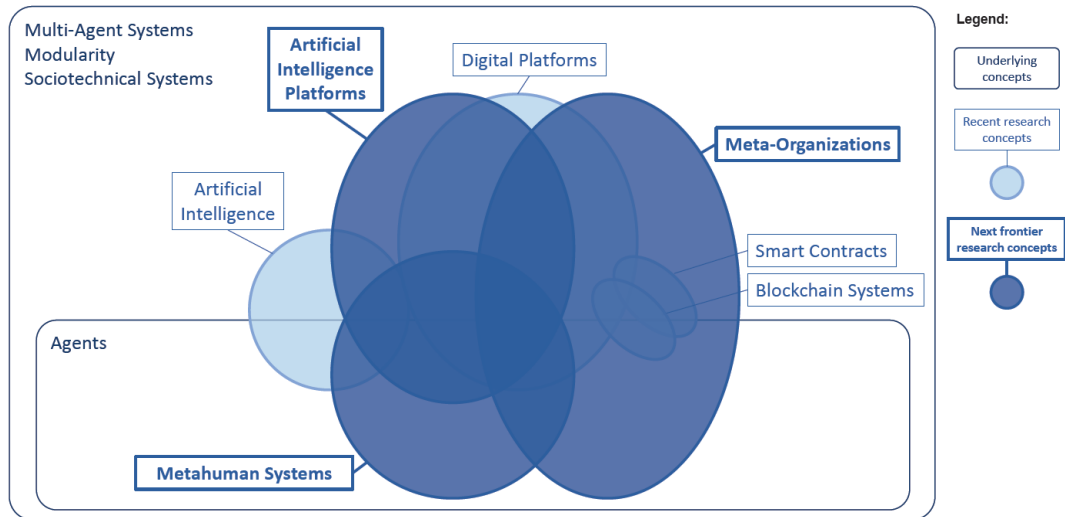 Multi-Agent Systems
Modularity
Sociotechnical Systems
Artificial
Intelligence
Platforms
Digital Platforms
Meta-Organizations
Artificial
Intelligence
Smart Contracts
Blockchain Systems
Agents
Metahuman Systems
Legend:
Underlying
concepts
Recent research
concepts
Next frontier
research concepts